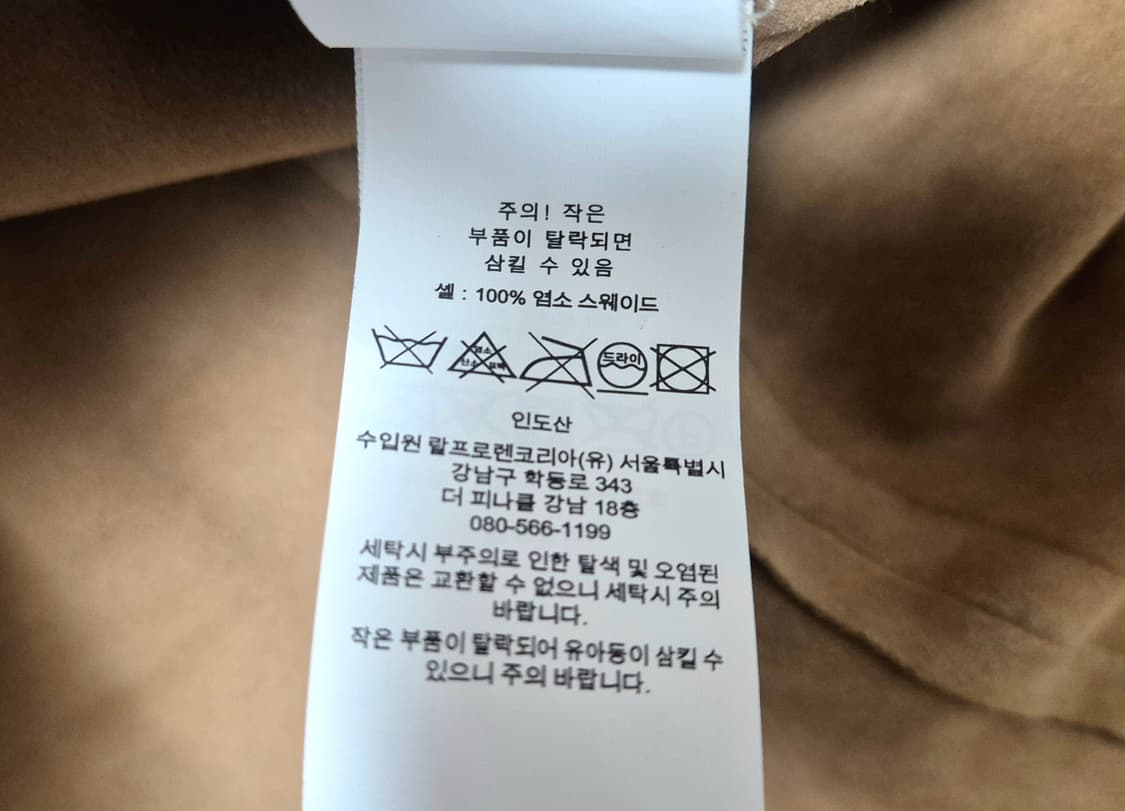 주의! 작은
부품이 탈락되면
삼킬 수 있음
셸 : 100% 염소 스웨이드
염소
산소 표백
드라이
인도산
수입원 랄프로렌코리아(유) 서울특별시
강남구 학동로 343
더 피나클 강남 18층
080-566-1199
세탁시 부주의로 인한 탈색 및 오염된
제품은 교환할 수 없으니 세탁시 주의
바랍니다.
작은 부품이 탈락되어 유아동이 삼킬 수
있으니 주의 바랍니다.